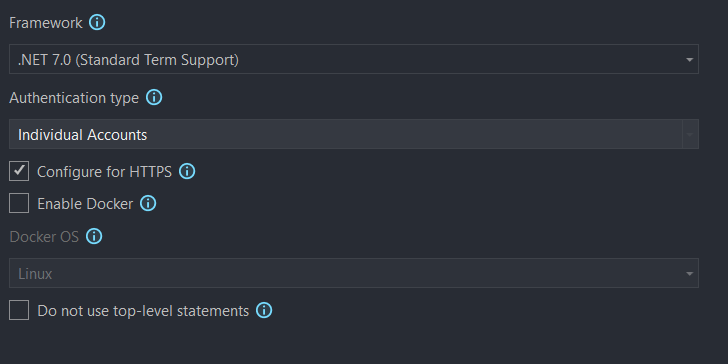 Framework
.NET 7.0 (Standard Term Support)
Authentication type
Individual Accounts
Configure for HTTPS
Enable Docker
Docker OS
Linux
Do not use top-level statements